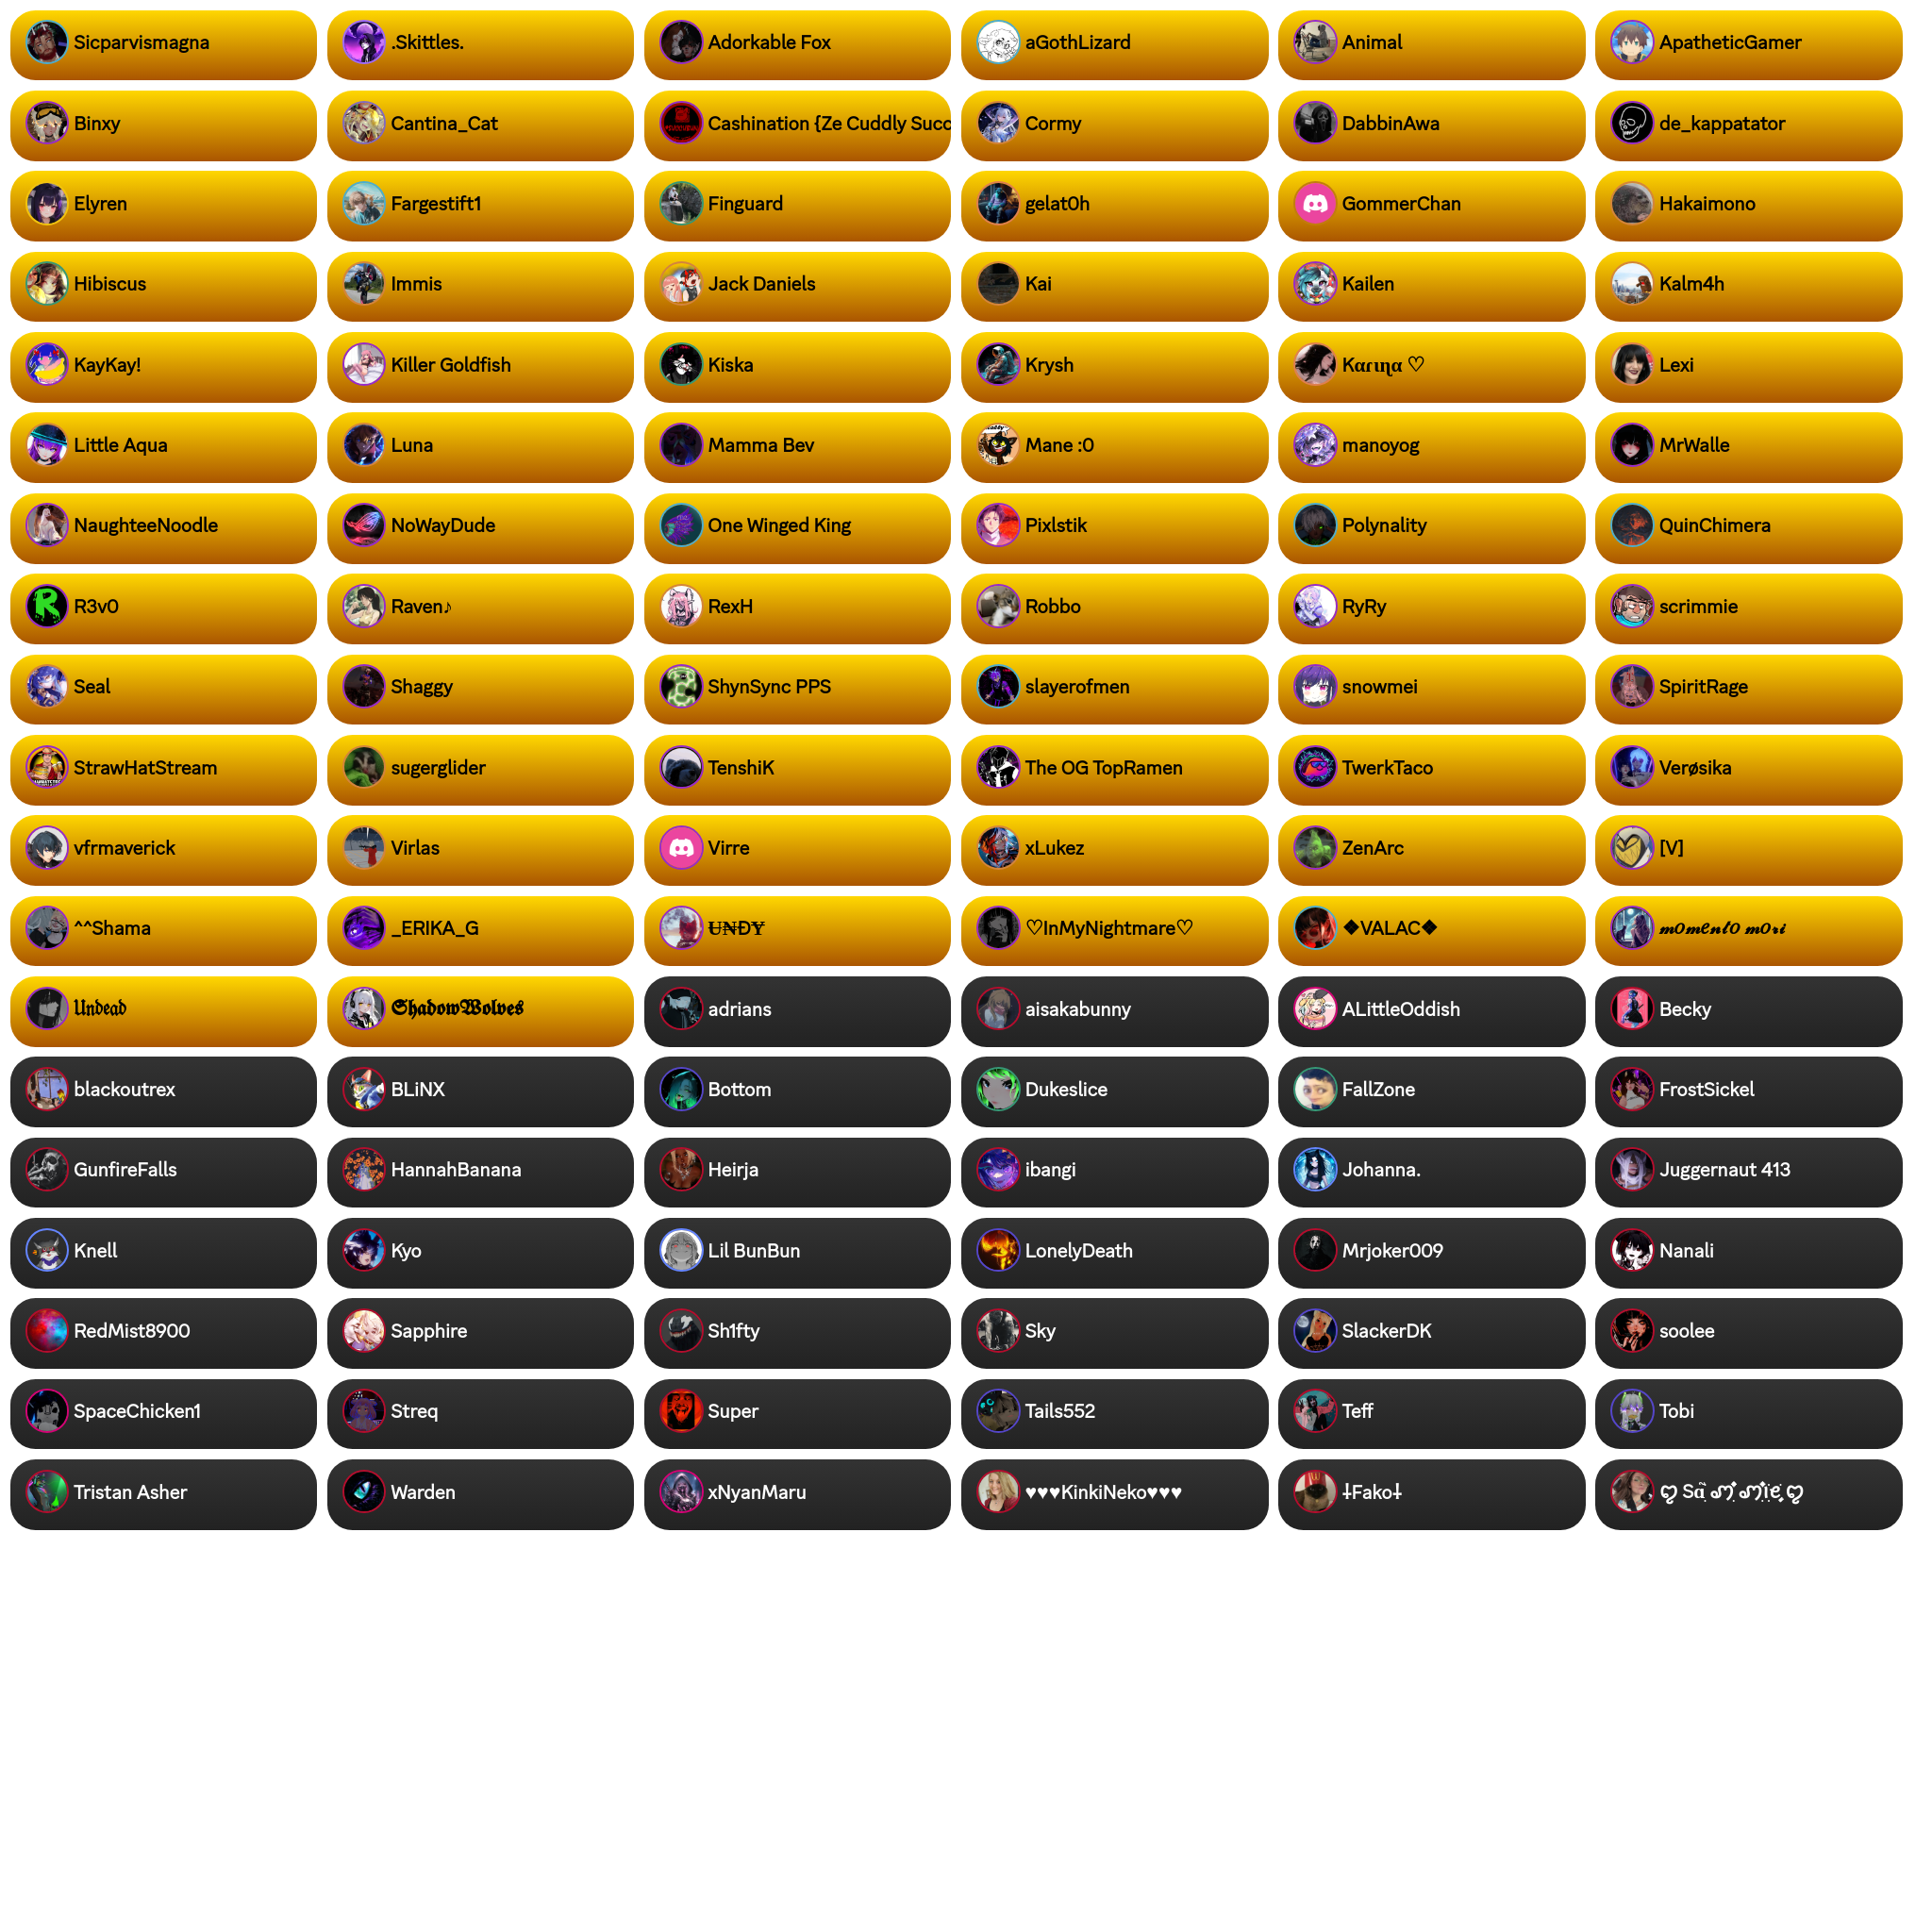 Sicparvismagna
.Skittles.
Adorkable Fox
aGothLizard
Animal
ApatheticGamer
Binxy
Cantina_Cat
Cashination {Ze Cuddly Succ
Cormy
DabbinAwa
de_kappatator
Elyren
Fargestift1
Finguard
gelat0h
GommerChan
Hakaimono
Hibiscus
Immis
Jack Daniels
Kai
Kailen
Kalm4h
KayKay!
Killer Goldfish
Kiska
Krysh
Kαɾιηα ♡
Lexi
Little Aqua
Luna
Mamma Bev
Mane :0
manoyog
MrWalle
NaughteeNoodle
NoWayDude
One Winged King
Pixlstik
Polynality
QuinChimera
R3v0
Raven♪
RexH
Robbo
RyRy
scrimmie
Seal
Shaggy
ShynSync PPS
slayerofmen
snowmei
SpiritRage
StrawHatStream
sugerglider
TenshiK
The OG TopRamen
TwerkTaco
Verøsika
vfrmaverick
Virlas
Virre
xLukez
ZenArc
[V]
^^Shama
_ERIKA_G
U̶₦ĐɎ
♡InMyNightmare♡
❖VALAC❖
𝓶𝓸𝓶𝓮𝓷𝓽𝓸 𝓶𝓸𝓻𝓲
𝔘𝔫𝔡𝔢𝔞𝔡
𝕾𝖍𝖆𝖉𝖔𝖜𝖂𝖔𝖑𝖛𝖊𝖘
adrians
aisakabunny
ALittleOddish
Becky
blackoutrex
BLiNX
Bottom
Dukeslice
FallZone
FrostSickel
GunfireFalls
HannahBanana
Heirja
ibangi
Johanna.
Juggernaut 413
Knell
Kyo
Lil BunBun
LonelyDeath
Mrjoker009
Nanali
RedMist8900
Sapphire
Sh1fty
Sky
SlackerDK
soolee
SpaceChicken1
Streq
Super
Tails552
Teff
Tobi
Tristan Asher
Warden
xNyanMaru
♥♥♥KinkiNeko♥♥♥
⸸Fako⸸